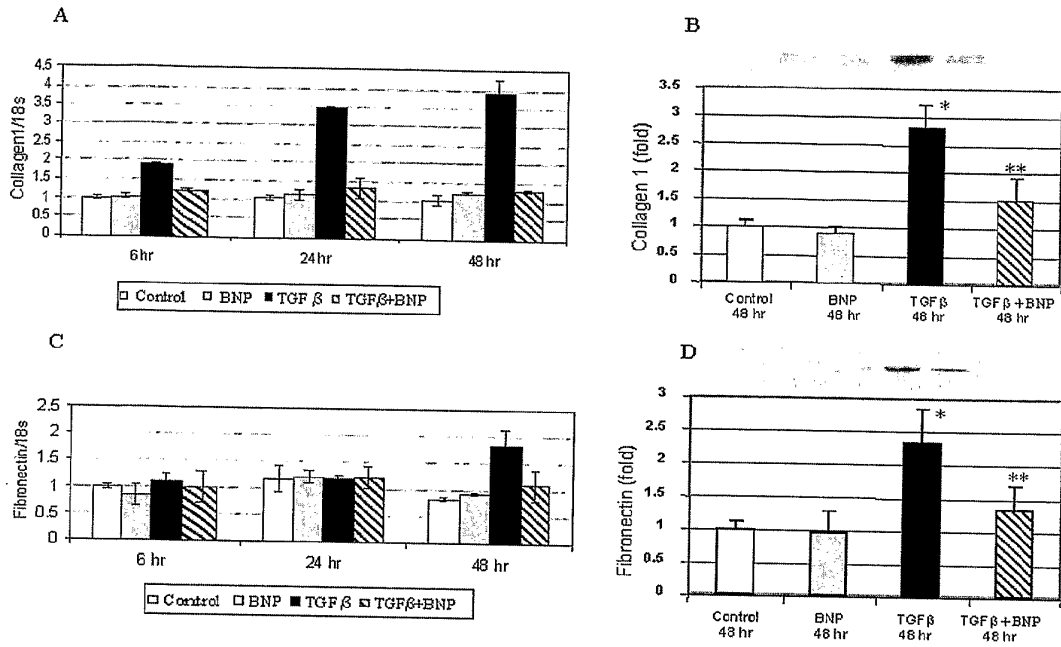 A
4.5
4
3.5
3
2.5
2
1.5
1
0.5
0
Collagen1/18s
6 hr
24 hr
48 hr
Control BNP TGF β TGFβ+BNP
B
3.5
3
2.5
2
1.5
1
0.5
0
Collagen 1 (fold)
*
**
Control BNP TGFβ TGFβ +BNP
48 hr 48 hr 48 hr 48 hr
C
2.5
2
1.5
1
0.5
0
Fibronectin/18s
6 hr
24 hr
48 hr
Control BNP TGFβ TGFβ+BNP
D
3
2.5
2
1.5
1
0.5
0
Fibronectin (fold)
*
**
Control BNP TGFβ TGFβ+BNP
48 hr 48 hr 48 hr 48 hr